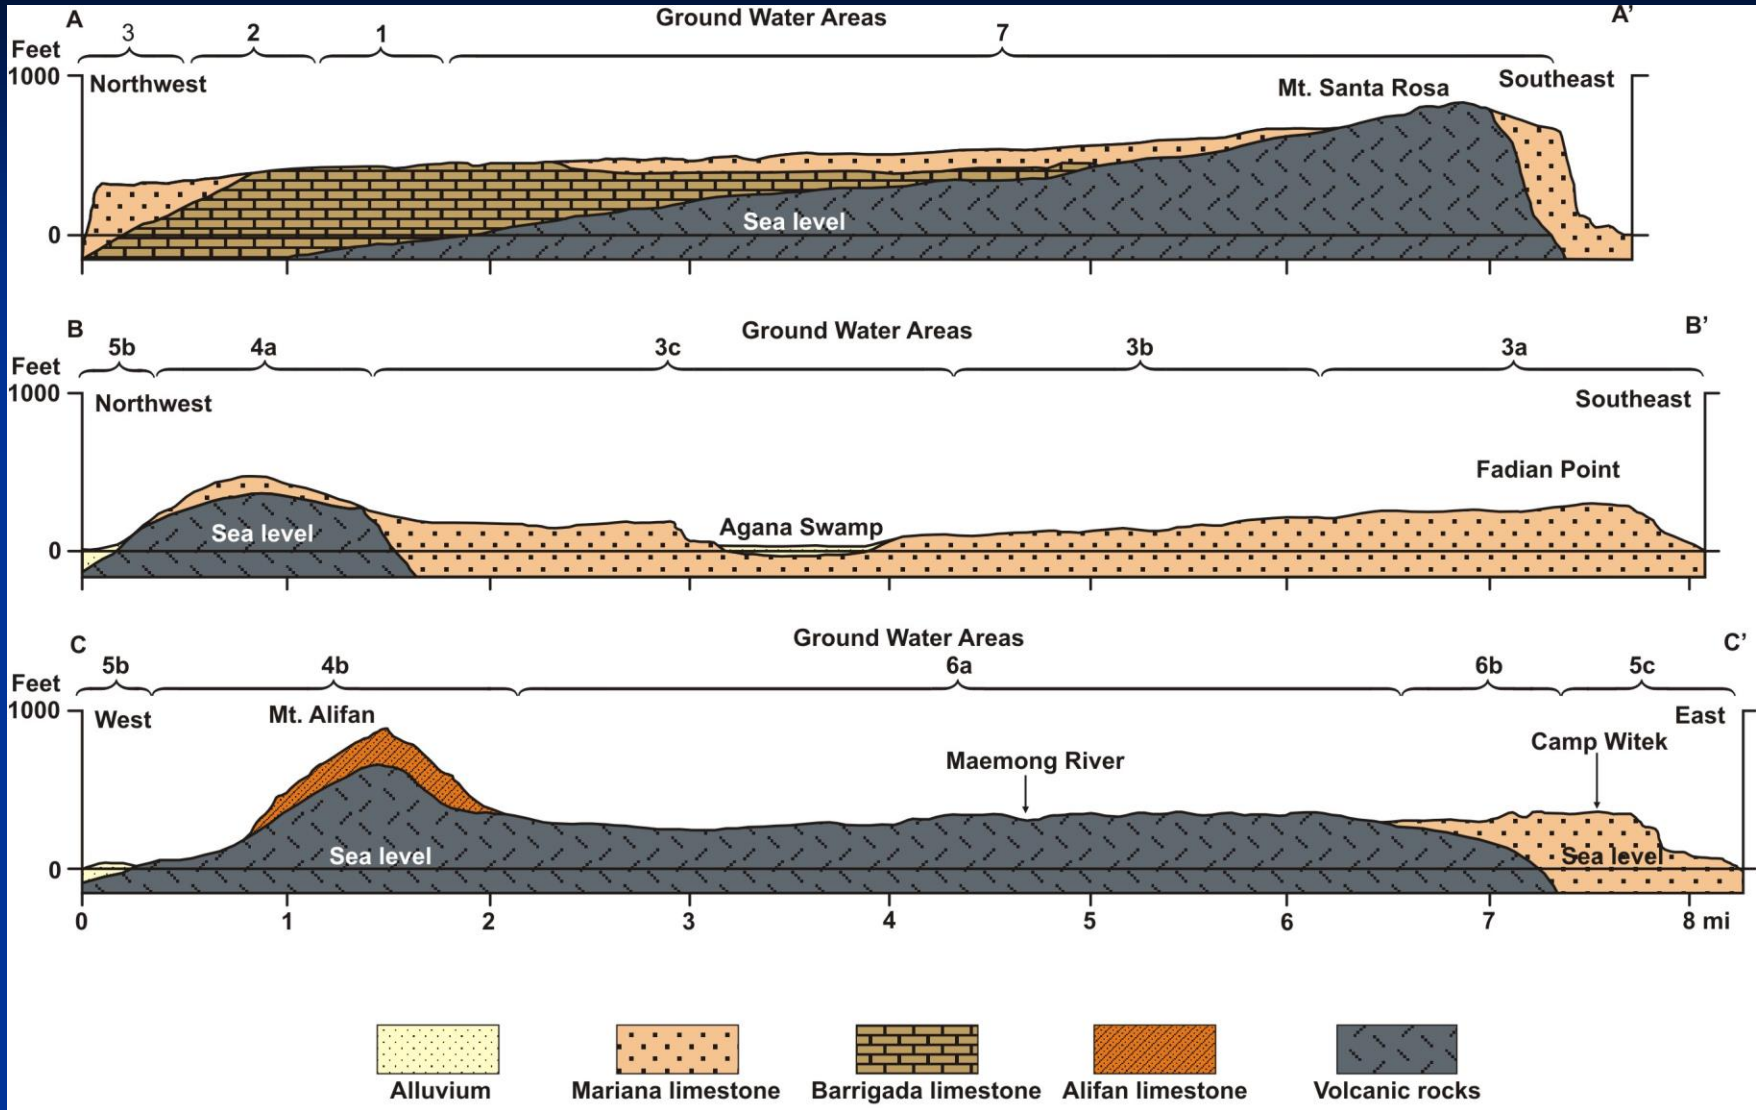 A Ground Water Areas A’
3 2 1 7
Feet
1000 Northwest Mt. Santa Rosa Southeast
Sea level
0
B Ground Water Areas B’
5b 4a 3c 3b 3a
Feet
1000 Northwest Southeast
Fadian Point
Sea level Agana Swamp
0
C Ground Water Areas C’
5b 4b 6a 6b 5c
Feet
1000 West Mt. Alifan East
Maemong River Camp Witek
Sea level Sea level
0
0 1 2 3 4 5 6 7 8 mi
Alluvium Mariana limestone Barrigada limestone Alifan limestone Volcanic rocks